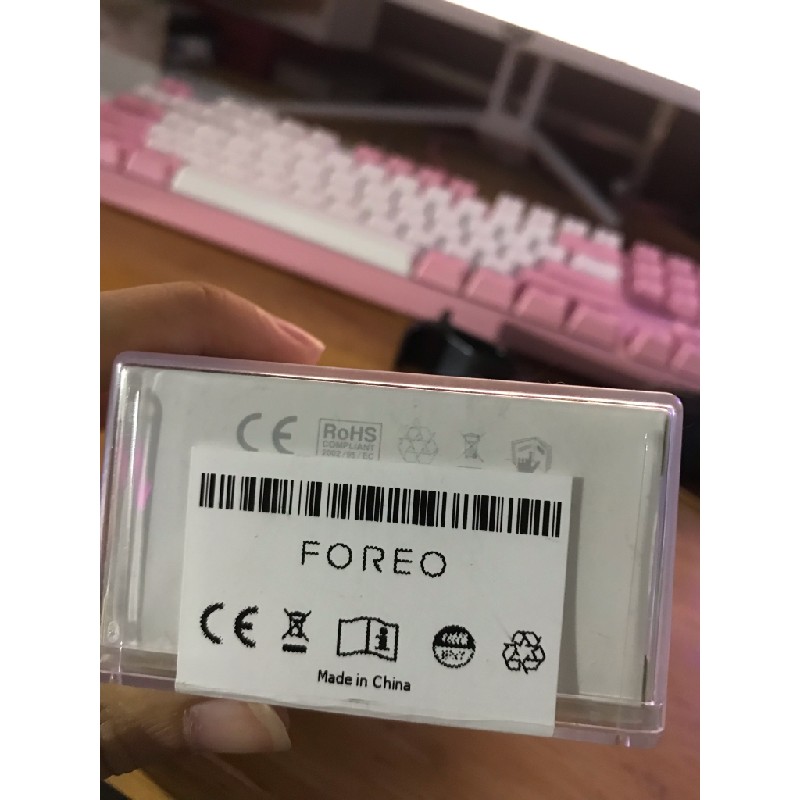 CE
RoHS
COMPLIANT
2002/95/EC
FOREO
CE
Made in China